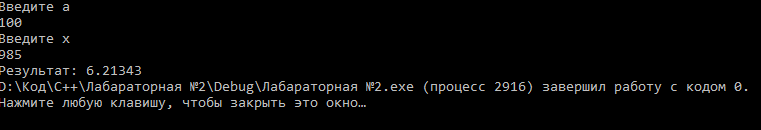 Введите a
100
Введите x
985
Результат: 6.21343
D:\Код\C++\Лабараторная №2\Debug\Лабараторная №2.exe (процесс 2916) завершил работу с кодом 0.
Нажмите любую клавишу, чтобы закрыть это окно…